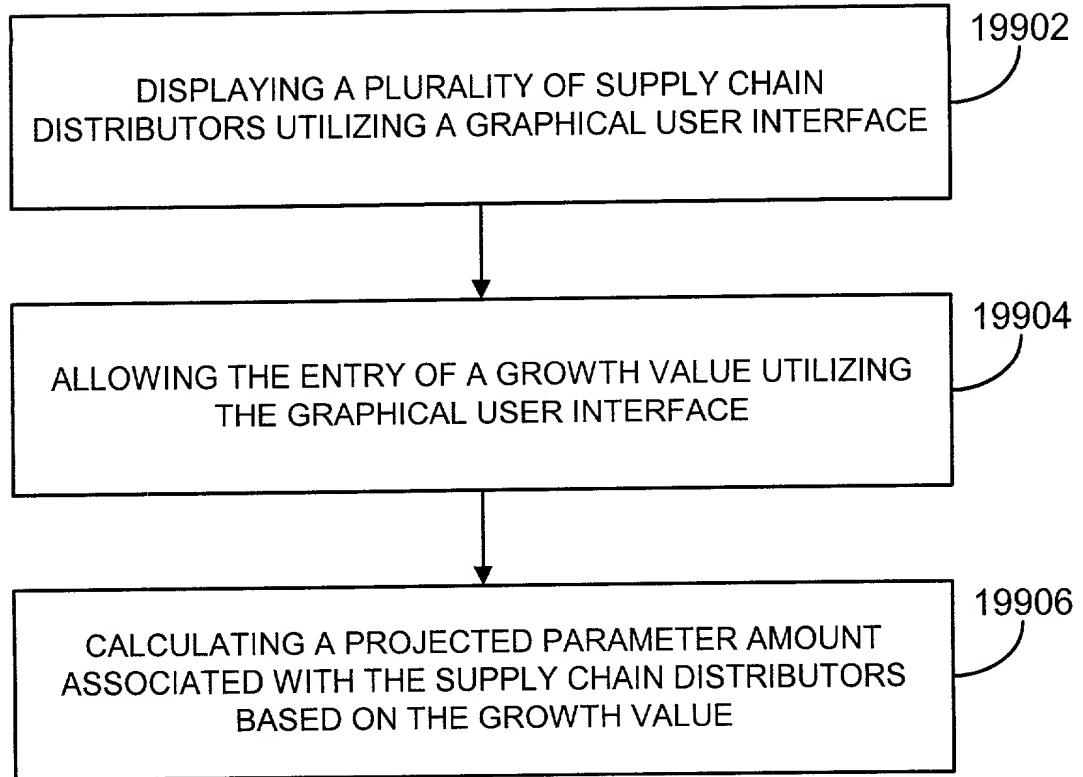 19902
DISPLAYING A PLURALITY OF SUPPLY CHAIN
DISTRIBUTORS UTILIZING A GRAPHICAL USER INTERFACE
19904
ALLOWING THE ENTRY OF A GROWTH VALUE UTILIZING
THE GRAPHICAL USER INTERFACE
19906
CALCULATING A PROJECTED PARAMETER AMOUNT
ASSOCIATED WITH THE SUPPLY CHAIN DISTRIBUTORS
BASED ON THE GROWTH VALUE